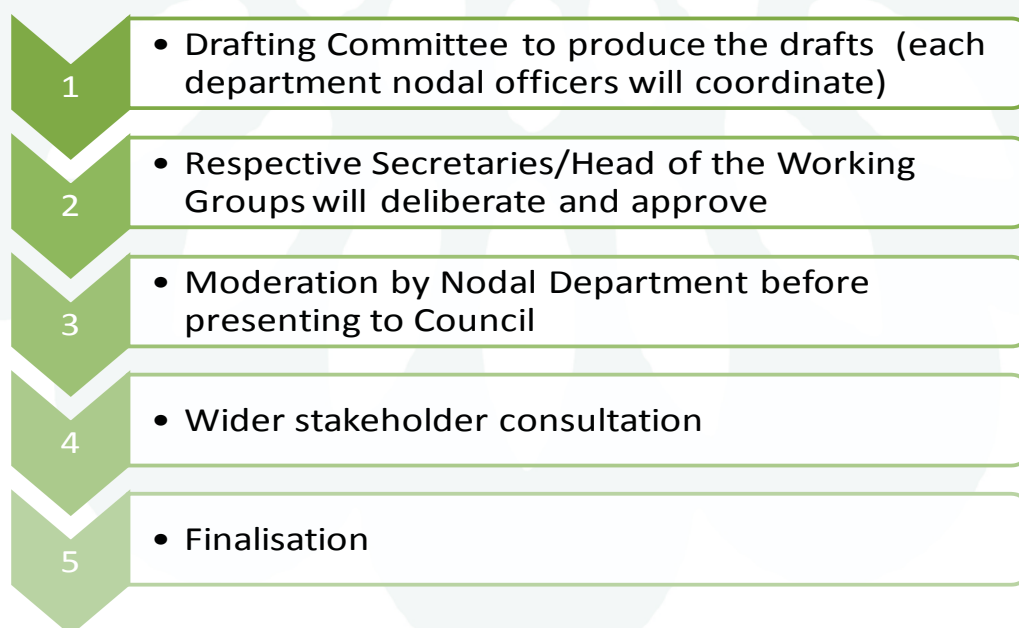 1
• Drafting Committee to produce the drafts (each
department nodal officers will coordinate)
2
• Respective Secretaries/Head of the Working
Groups will deliberate and approve
3
• Moderation by Nodal Department before
presenting to Council
4
• Wider stakeholder consultation
5
• Finalisation